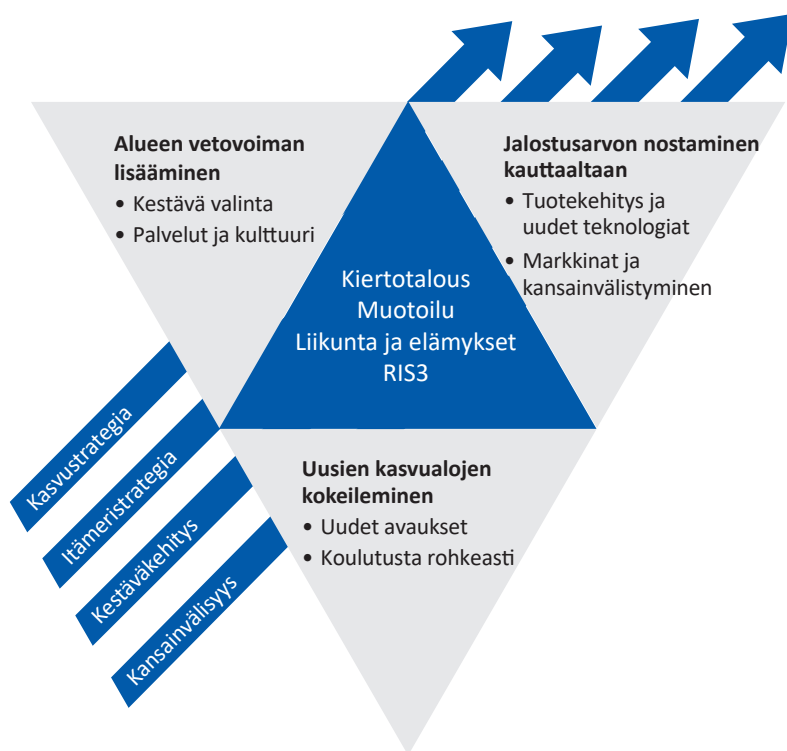 Alueen vetovoiman
lisääminen
• Kestävä valinta
• Palvelut ja kulttuuri
Jalostusarvon nostaminen
kauttaaltaan
• Tuotekehitys ja
uudet teknologiat
• Markkinat ja
kansainvälistyminen
Kiertotalous
Muotoilu
Liikunta ja elämykset
RIS3
Uusien kasvualojen
kokeileminen
• Uudet avaukset
• Koulutusta rohkeasti
Kasvustrategia
Itämeristrategia
Kestäväkehitys
Kansainvälisyys